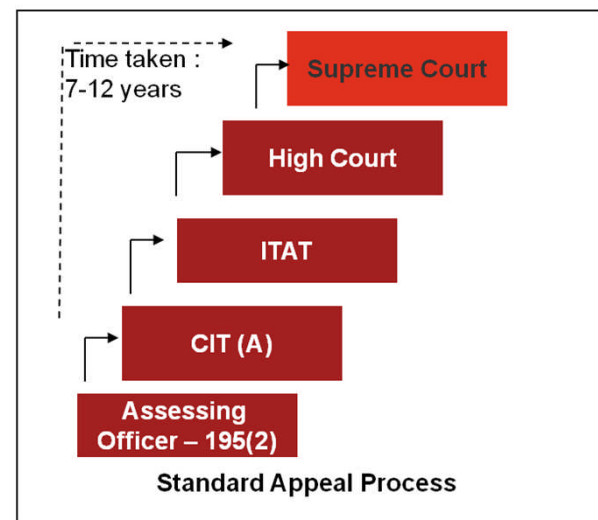 Time taken :
7-12 years
Supreme Court
High Court
ITAT
CIT (A)
Assessing
Officer – 195(2)
Standard Appeal Process